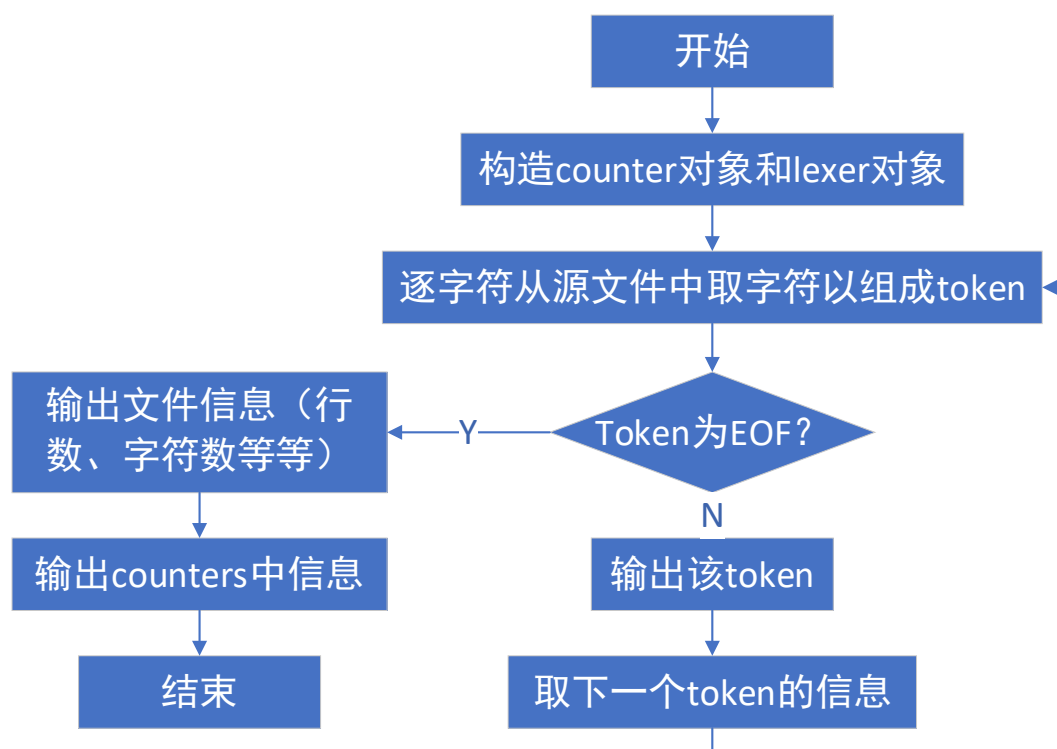 开始
构造counter对象和lexer对象
逐字符从源文件中取字符以组成token
Token为EOF？
Y
输出文件信息（行
数、字符数等等）
N
输出counters中信息
输出该token
结束
取下一个token的信息